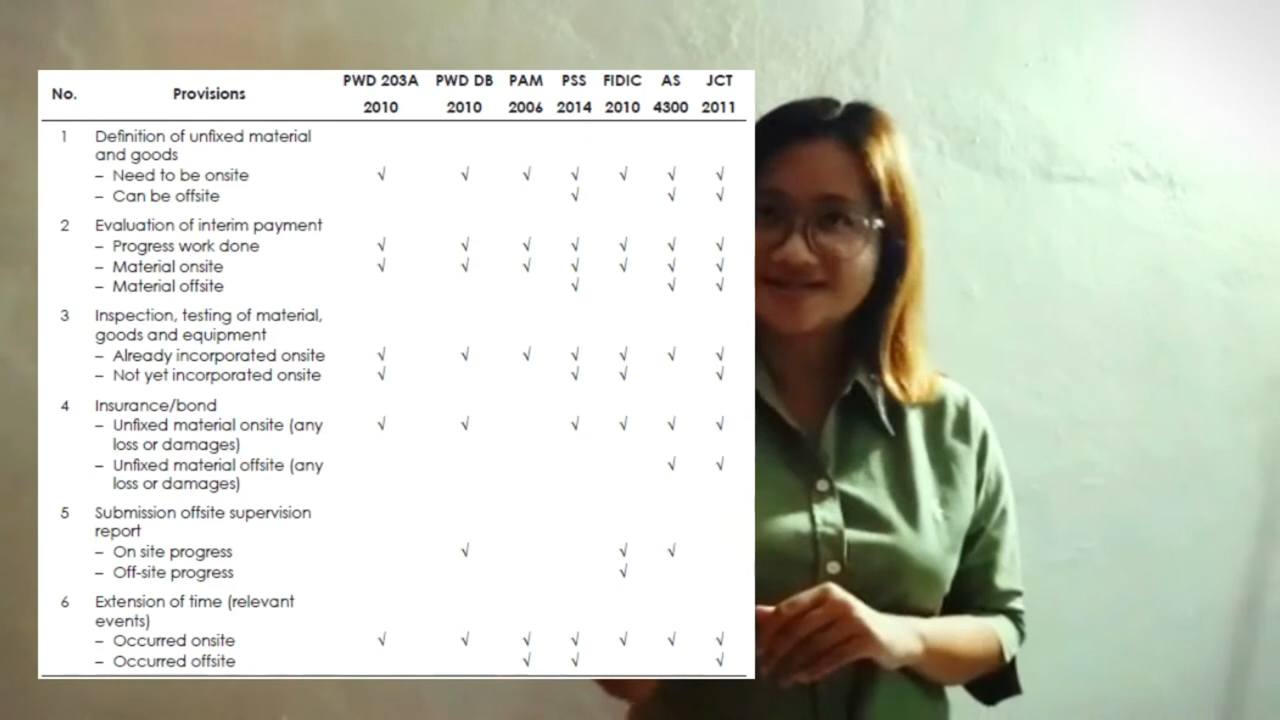 No. Provisions PWD 203A 2010 PWD DB 2010 PAM 2006 PSS 2014 FIDIC 2010 AS 4300 JCT 2011
1 Definition of unfixed material
and goods
– Need to be onsite √ √ √ √ √ √ √
– Can be offsite √ √ √
2 Evaluation of interim payment
– Progress work done √ √ √ √ √ √ √
– Material onsite √ √ √ √ √ √ √
– Material offsite √ √ √
3 Inspection, testing of material,
goods and equipment
– Already incorporated onsite √ √ √ √ √ √ √
– Not yet incorporated onsite √ √ √ √
4 Insurance/bond
– Unfixed material onsite (any √ √ √ √ √ √
loss or damages)
– Unfixed material offsite (any √ √
loss or damages)
5 Submission offsite supervision
report
– On site progress √ √ √
– Off-site progress √
6 Extension of time (relevant
events)
– Occurred onsite √ √ √ √ √ √ √
– Occurred offsite √ √ √